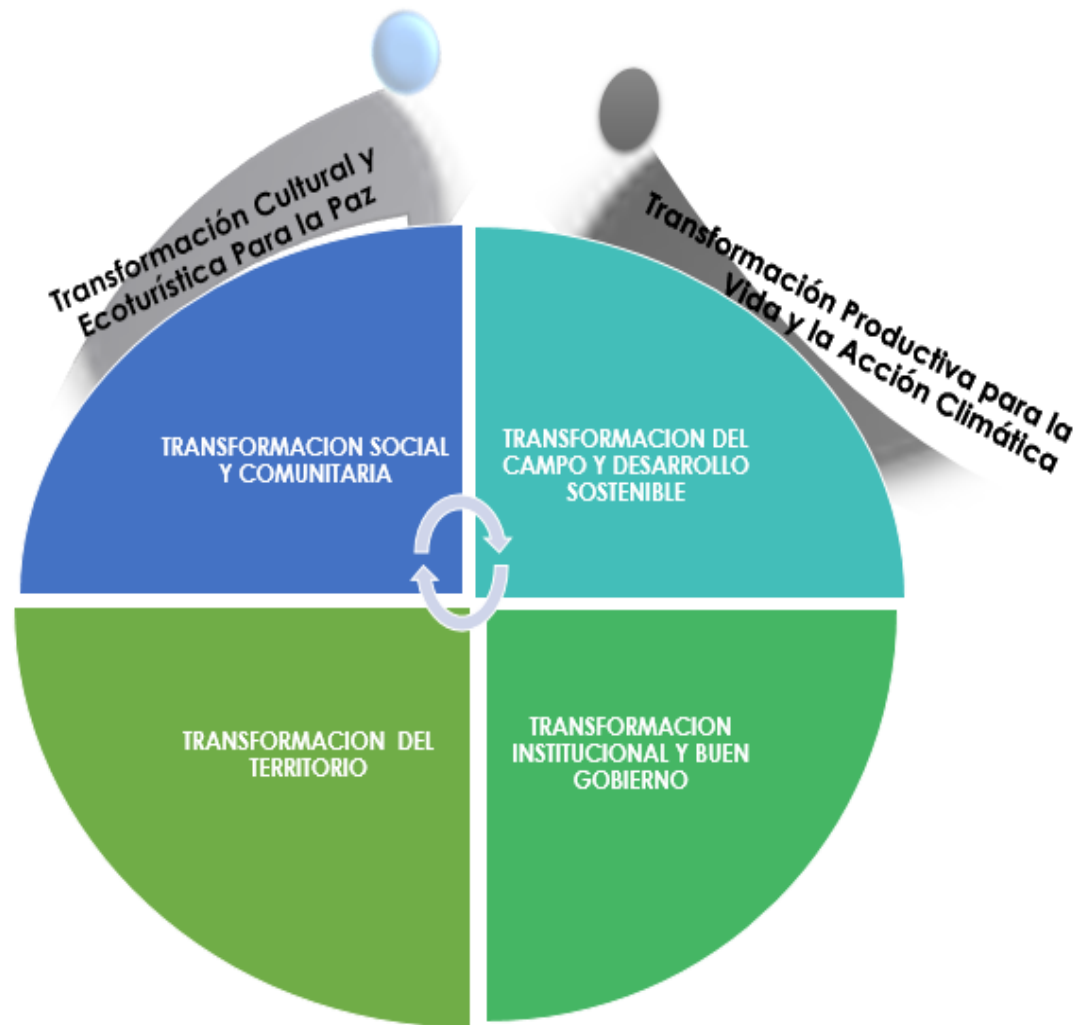 Transformación Cultural y
Ecoturística Para la Paz
Transformación Productiva para la
Vida y la Acción Climática
TRANSFORMACION SOCIAL
Y COMUNITARIA
TRANSFORMACION DEL
CAMPO Y DESARROLLO
SOSTENIBLE
TRANSFORMACION DEL
TERRITORIO
TRANSFORMACION
INSTITUCIONAL Y BUEN
GOBIERNO